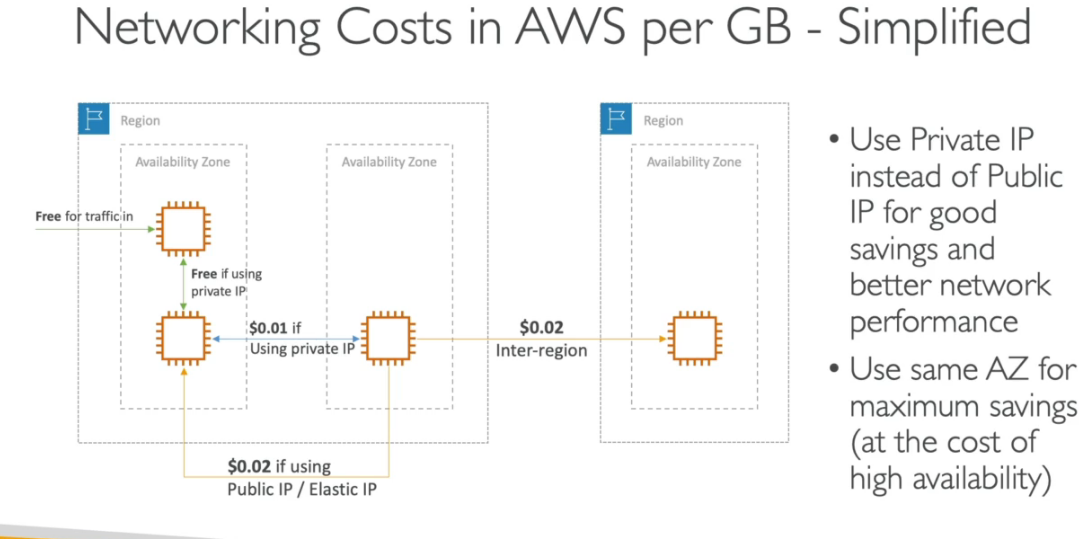 Networking Costs in AWS per GB - Simplified
Region
Availability Zone
Availability Zone
Free for traffic in
Free if using
private IP
$0.01 if
Using private IP
$0.02 if using
Public IP / Elastic IP
$0.02
Inter-region
Region
Availability Zone
• Use Private IP
instead of Public
IP for good
savings and
better network
performance
• Use same AZ for
maximum savings
(at the cost of
high availability)